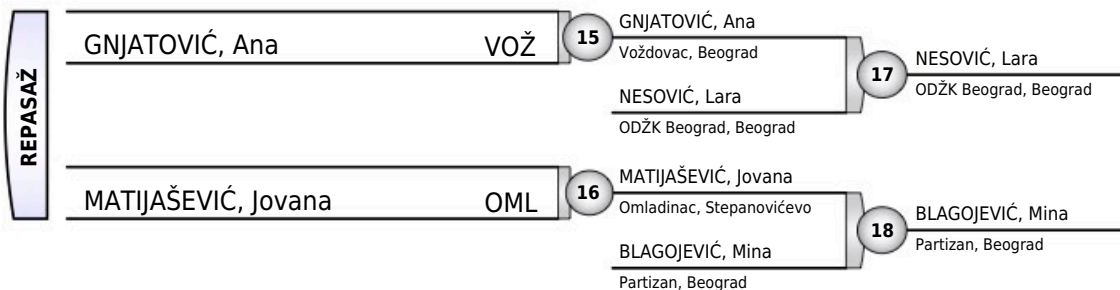 REPASAŽ
GNJATOVIĆ, Ana VOŽ
15
GNJATOVIĆ, Ana
Voždovac, Beograd
NESOVIĆ, Lara
ODŽK Beograd, Beograd
17
NESOVIĆ, Lara
ODŽK Beograd, Beograd
MATIJAŠEVIĆ, Jovana OML
16
MATIJAŠEVIĆ, Jovana
Omladinac, Stepanovićevo
BLAGOJEVIĆ, Mina
Partizan, Beograd
18
BLAGOJEVIĆ, Mina
Partizan, Beograd